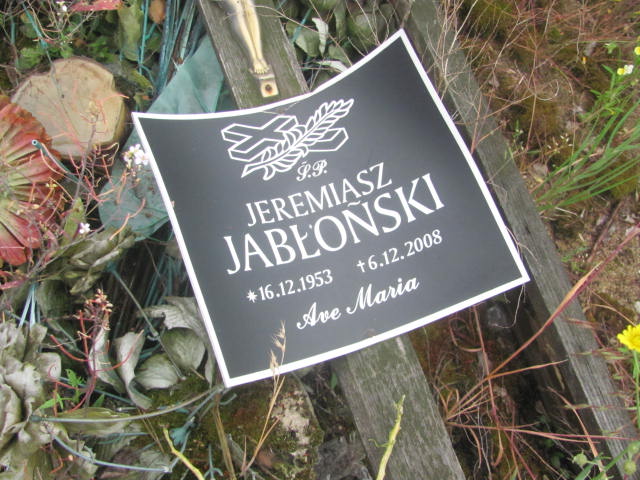 Ś.P.
JEREMIASZ
JABŁOŃSKI
*16.12.1953 †6.12.2008
Ave Maria